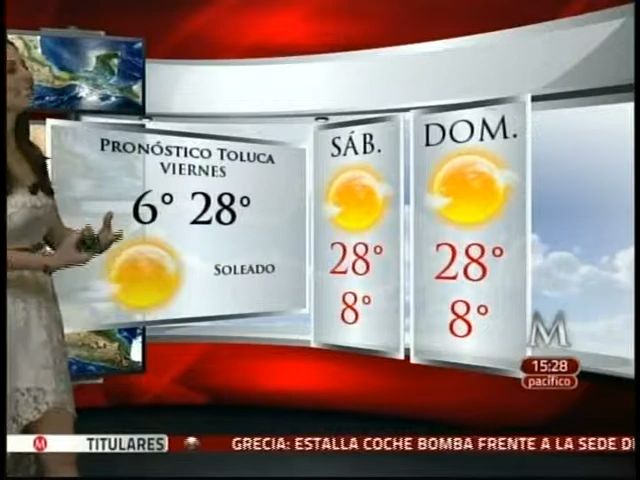 PRONÓSTICO TOLUCA
VIERNES
6° 28°
SOLEADO
SÁB.
28°
8°
DOM.
28°
8°
M
15:28
pacífico
M TITULARES
GRECIA: ESTALLA COCHE BOMBA FRENTE A LA SEDE D